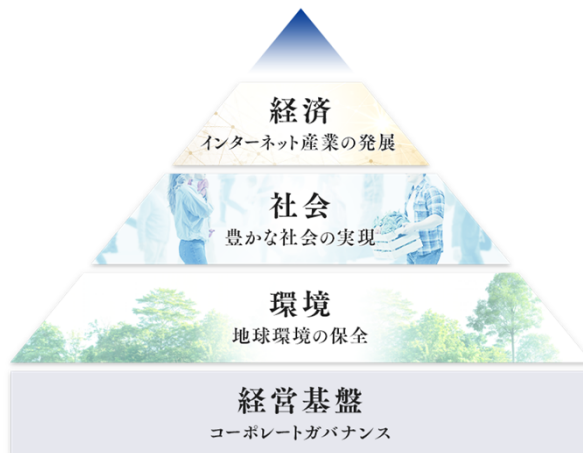 経済
インターネット産業の発展
社会
豊かな社会の実現
環境
地球環境の保全
経営基盤
コーポレートガバナンス